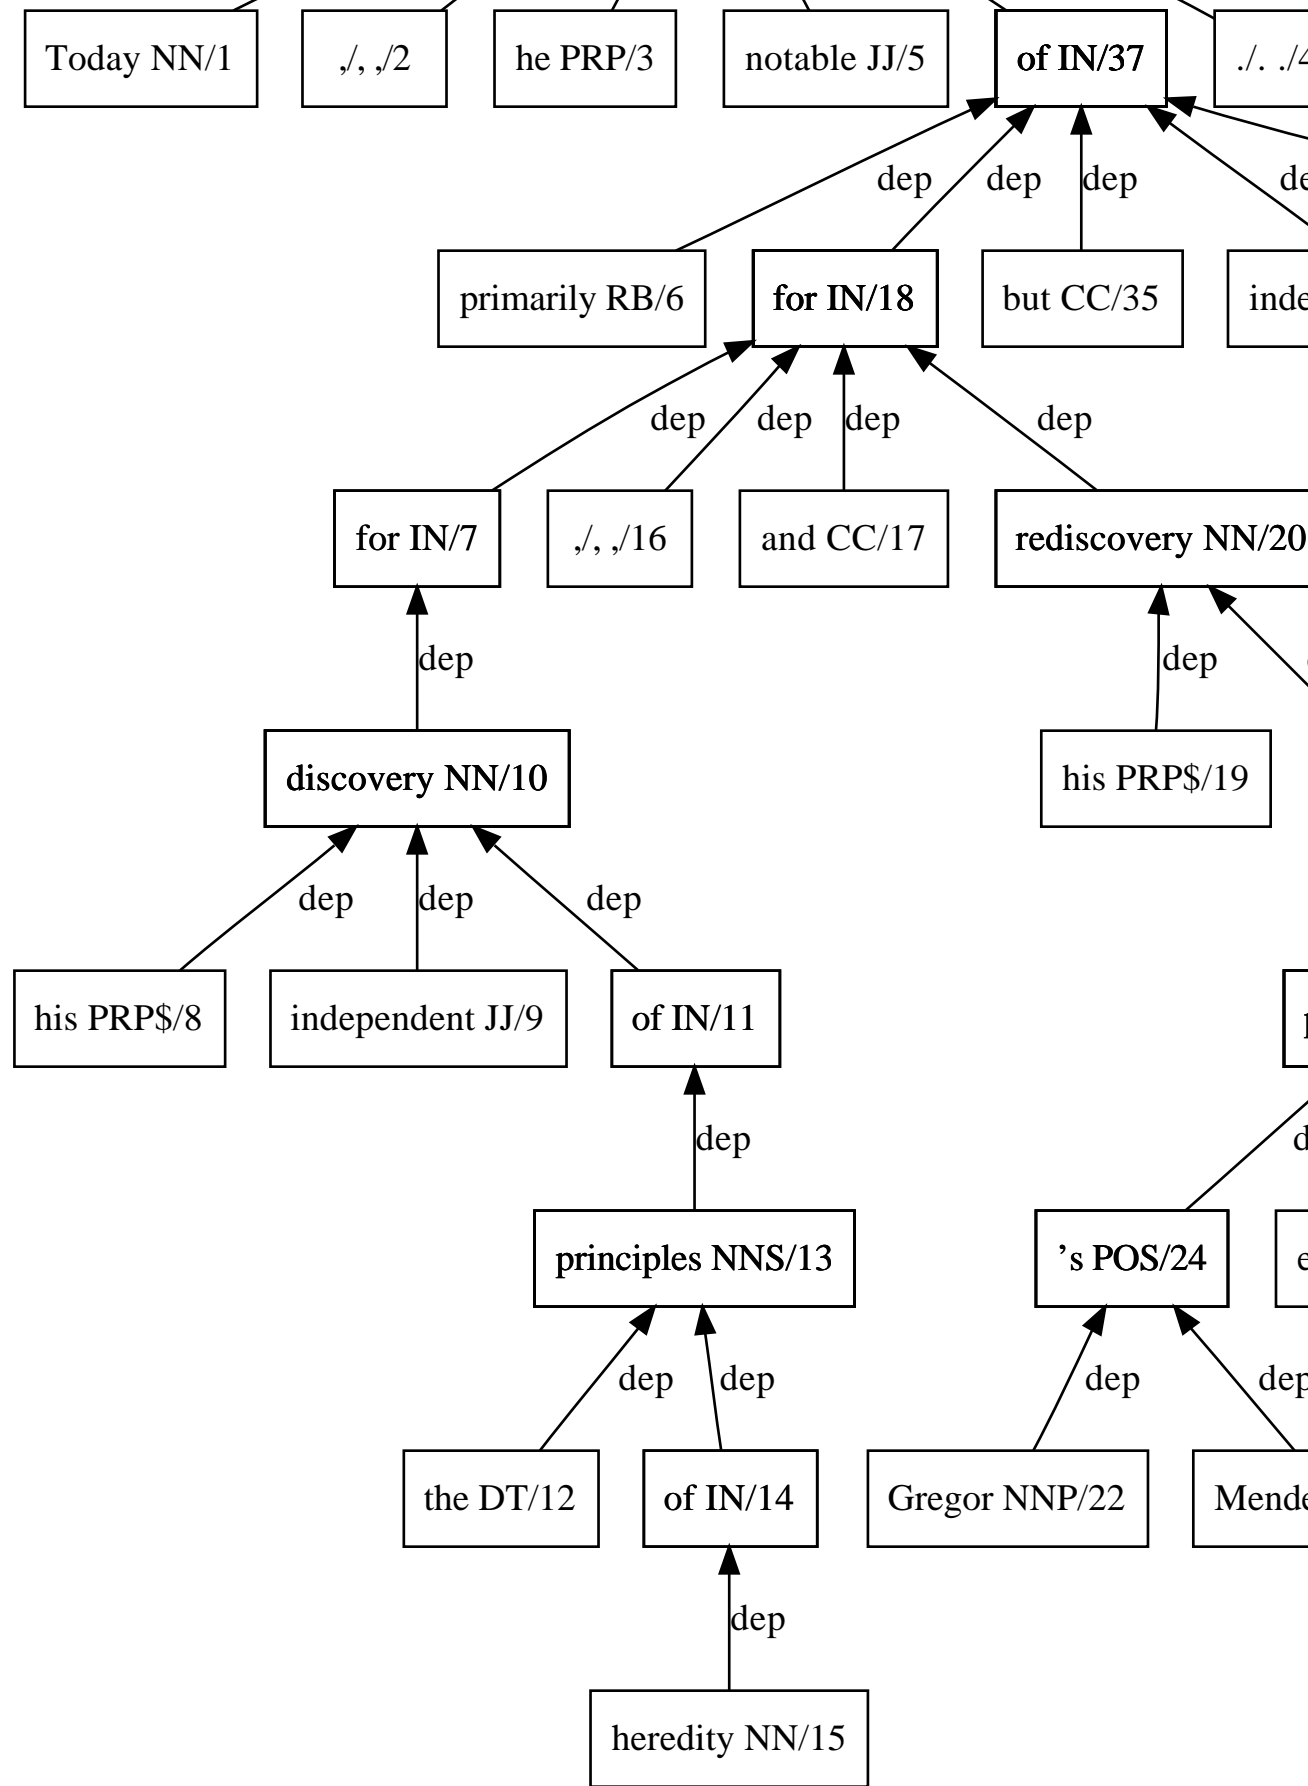 Today NN/1
,/, ,/2
he PRP/3
notable JJ/5
of IN/37
./. ./4
dep
dep
dep
primarily RB/6
for IN/18
but CC/35
dep
dep
dep
dep
for IN/7
,/, ,/16
and CC/17
rediscovery NN/20
dep
dep
discovery NN/10
his PRP$/19
dep
dep
dep
his PRP$/8
independent JJ/9
of IN/11
dep
principles NNS/13
’s POS/24
dep
dep
dep
dep
the DT/12
of IN/14
Gregor NNP/22
dep
heredity NN/15